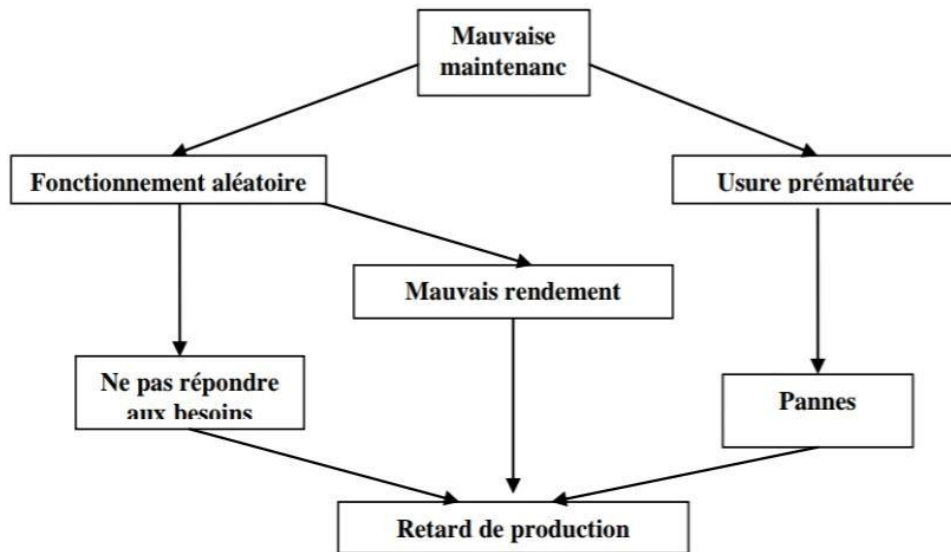 Mauvaise
maintenanc
Fonctionnement aléatoire
Usure prématurée
Mauvais rendement
Ne pas répondre
aux besoins
Pannes
Retard de production